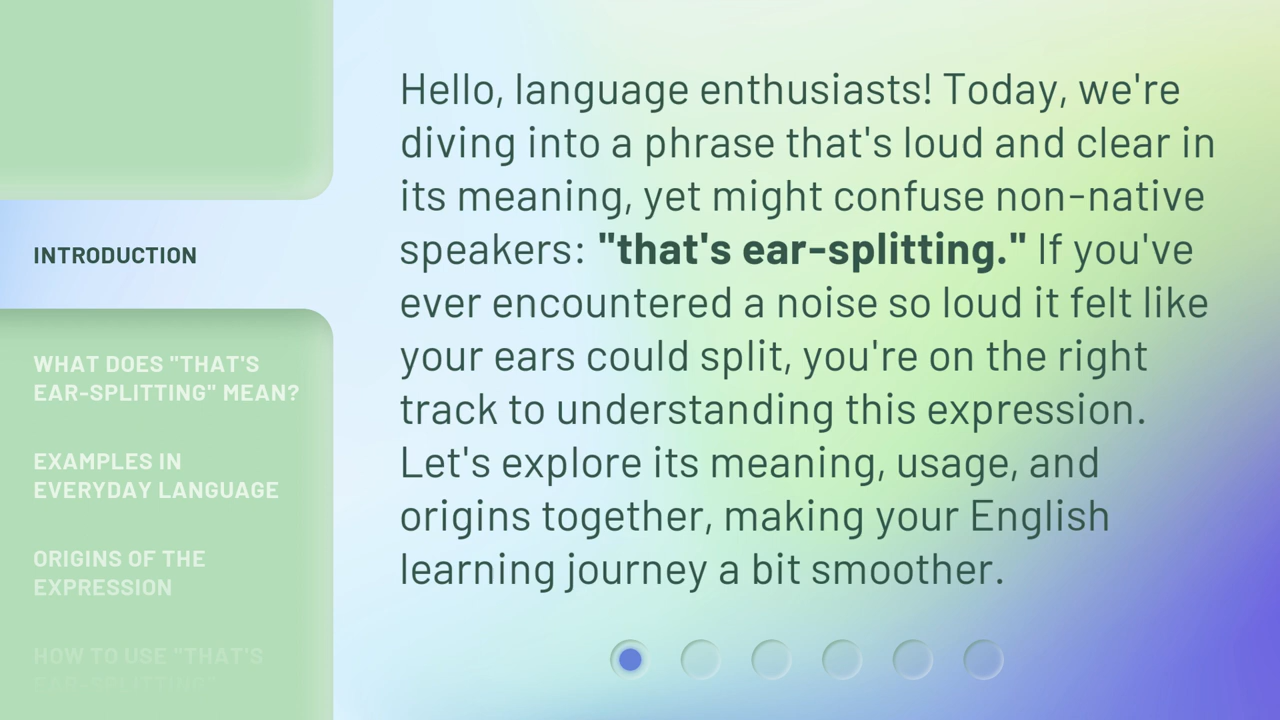 INTRODUCTION
WHAT DOES "THAT'S
EAR-SPLITTING" MEAN?
EXAMPLES IN
EVERYDAY LANGUAGE
ORIGINS OF THE
EXPRESSION
HOW TO USE "THAT'S
EAR-SPLITTING"
Hello, language enthusiasts! Today, we're
diving into a phrase that's loud and clear in
its meaning, yet might confuse non-native
speakers: "that's ear-splitting." If you've
ever encountered a noise so loud it felt like
your ears could split, you're on the right
track to understanding this expression.
Let's explore its meaning, usage, and
origins together, making your English
learning journey a bit smoother.